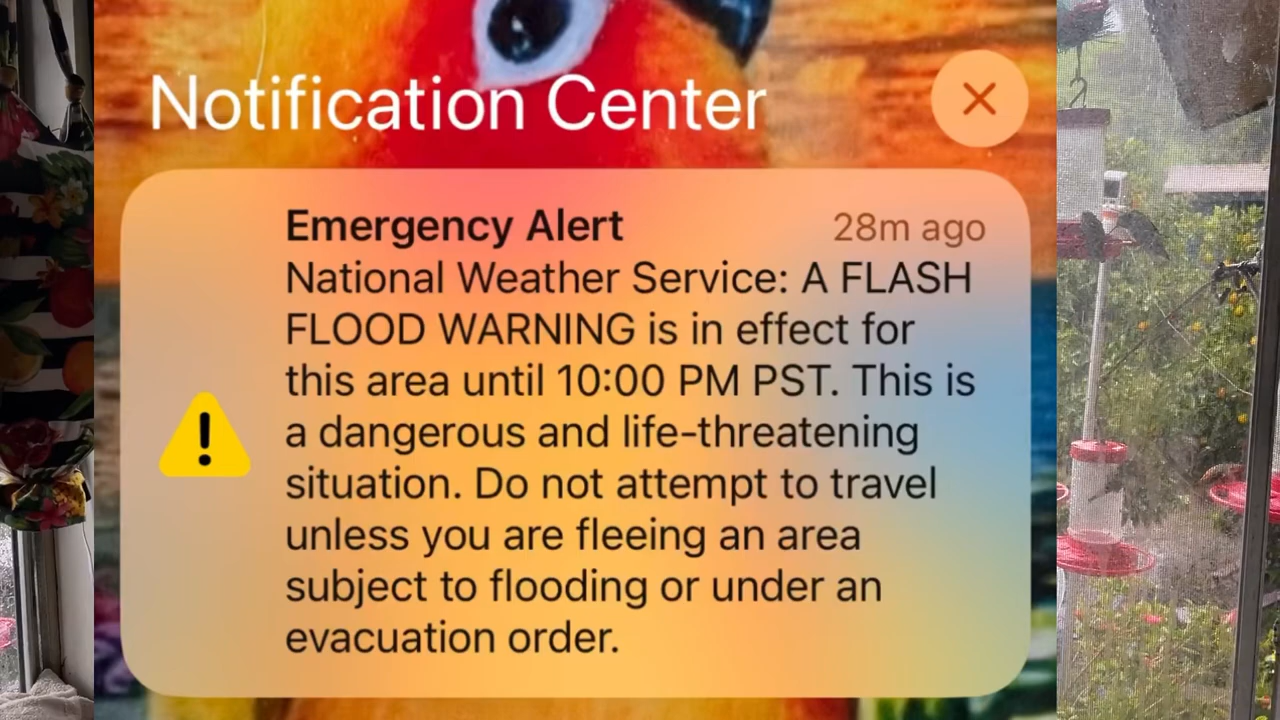 Notification Center
Emergency Alert
28m ago
National Weather Service: A FLASH
FLOOD WARNING is in effect for
this area until 10:00 PM PST. This is
a dangerous and life-threatening
situation. Do not attempt to travel
unless you are fleeing an area
subject to flooding or under an
evacuation order.